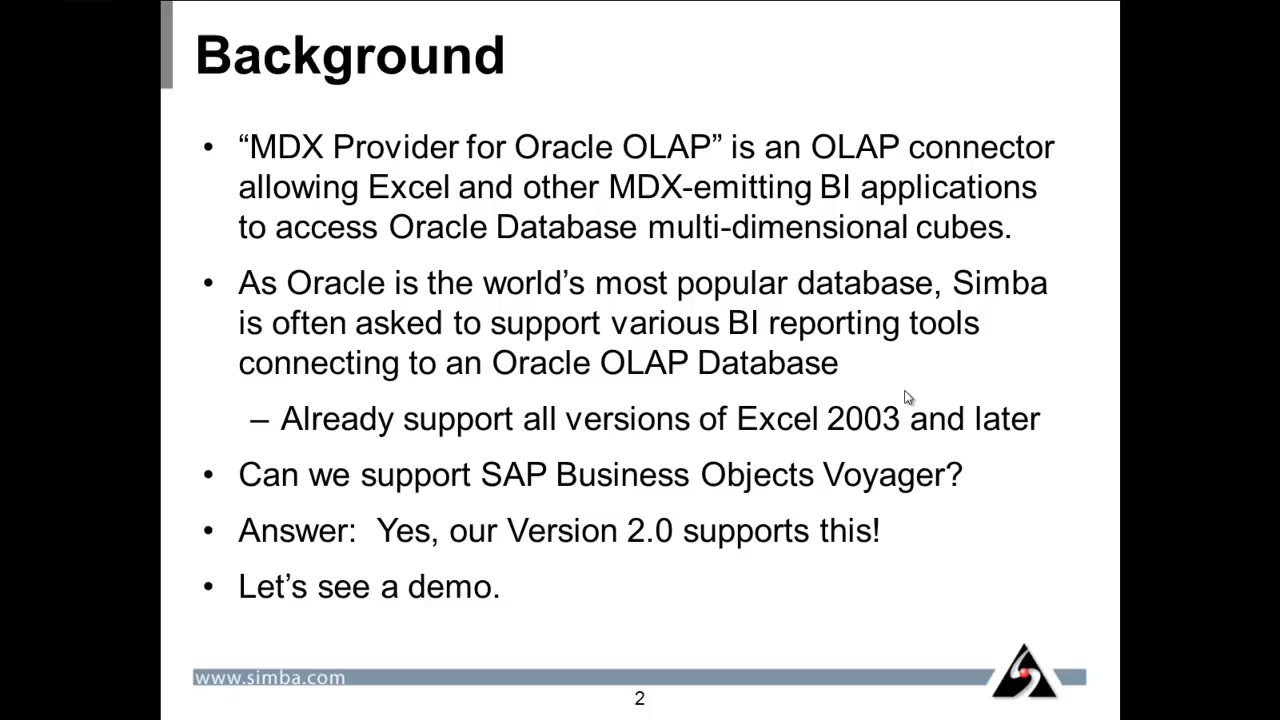 Background
• “MDX Provider for Oracle OLAP” is an OLAP connector
allowing Excel and other MDX-emitting BI applications
to access Oracle Database multi-dimensional cubes.
• As Oracle is the world’s most popular database, Simba
is often asked to support various BI reporting tools
connecting to an Oracle OLAP Database
– Already support all versions of Excel 2003 and later
• Can we support SAP Business Objects Voyager?
• Answer:  Yes, our Version 2.0 supports this!
• Let’s see a demo.
www.simba.com
2